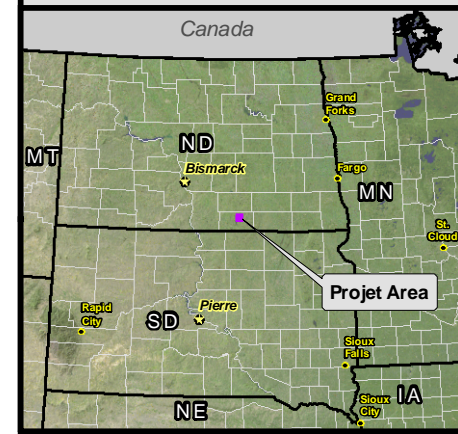 Canada
Grand
Forks
ND
MT
Bismarck
Fargo
MN
St.
Cloud
Projet Area
Rapid
City
Pierre
SD
Sioux
Falls
IA
NE
Sioux
City